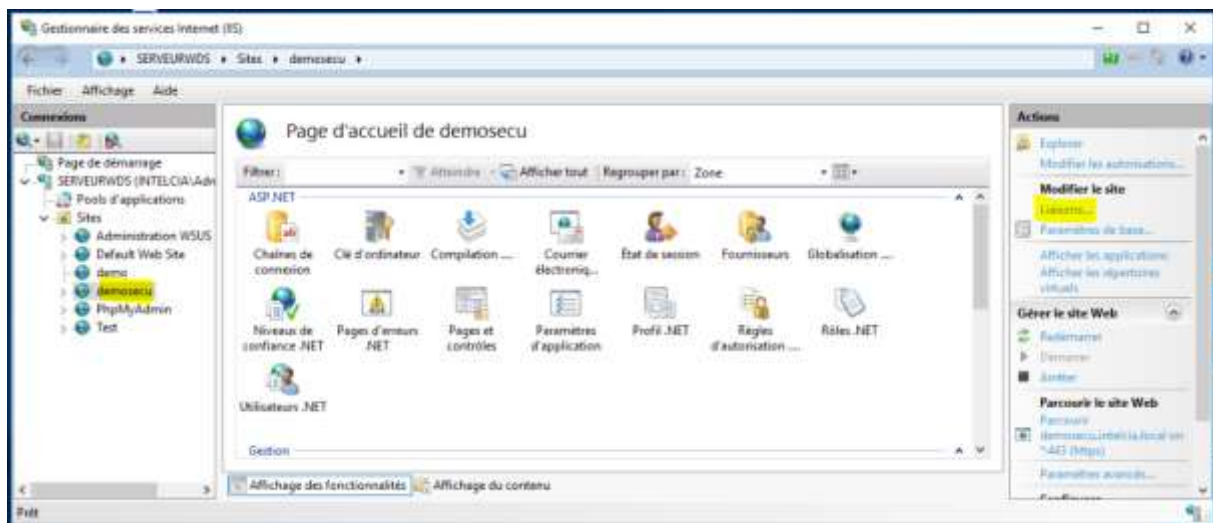 Gestionnaire des services Internet (IIS)
SERVEURWDS Sites demosecu
Fichier Affichage Aide
Connexions
Page de démarrage
SERVEURWDS (INTELCIA\Adm
Pools d'applications
Sites
Administration WSUS
Default Web Site
demo
demosecu
PhpMyAdmin
Test
Page d'accueil de demosecu
Filtrer : Atteindre Afficher tout Regrouper par : Zone
ASP.NET
Chaînes de connexion
Clé d'ordinateur
Compilation ...
Courrier électroniq...
État de session
Fournisseurs
Globalisation ...
Niveaux de confiance .NET
Pages d'erreurs .NET
Pages et contrôles
Paramètres d'application
Profil .NET
Règles d'autorisation ...
Rôles .NET
Utilisateurs .NET
Gestion
Affichage des fonctionnalités Affichage du contenu
Actions
Explorer
Modifier les autorisations...
Modifier le site
Liaisons...
Paramètres de base...
Afficher les applications
Afficher les répertoires
virtuels
Gérer le site Web
Redémarrer
Démarrer
Arrêter
Parcourir le site Web
Parcourir
demosecu.intelcia.local sur
*:443 (https)
Paramètres avancés...
Configurer
Prêt